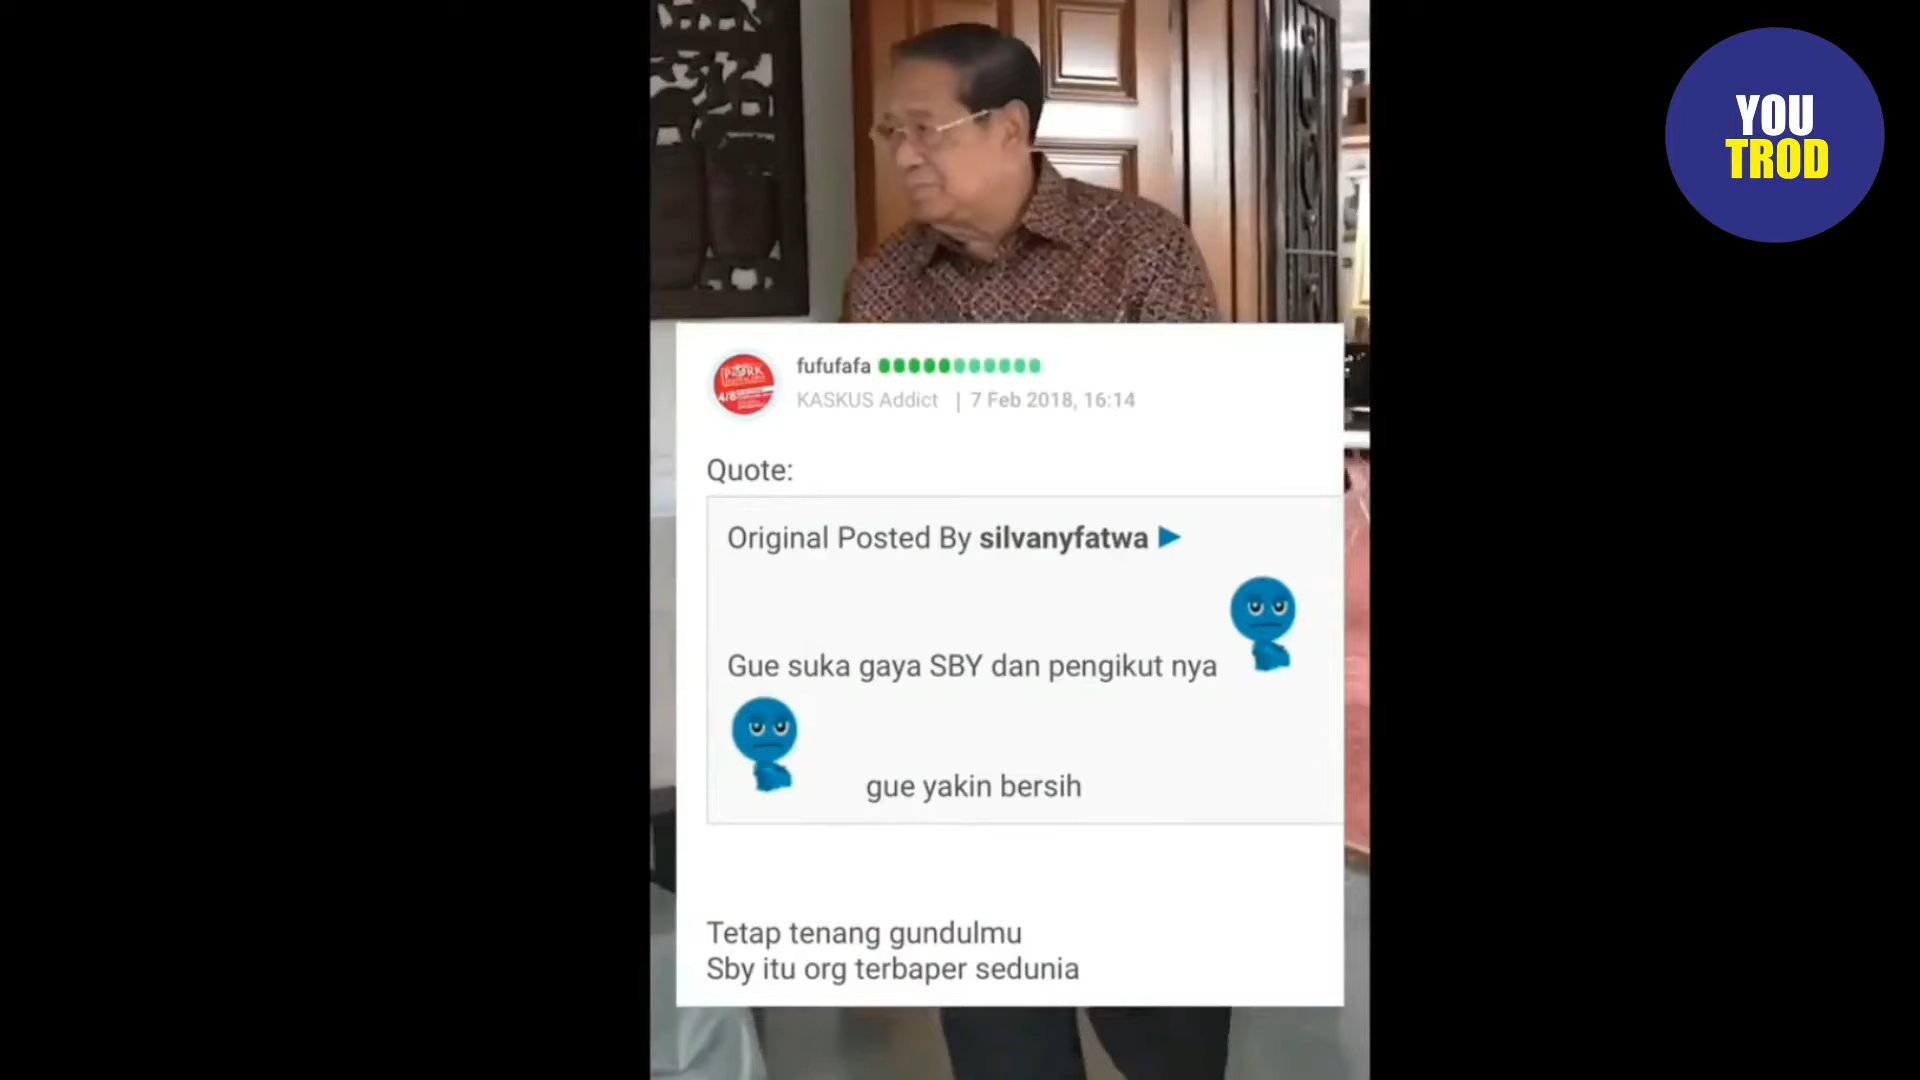 YOU
TROD
fufufafa
KASKUS Addict | 7 Feb 2018, 16:14
Quote:
Original Posted By silvanyfatwa
Gue suka gaya SBY dan pengikut nya
gue yakin bersih
Tetap tenang gundulmu
Sby itu org terbaper sedunia